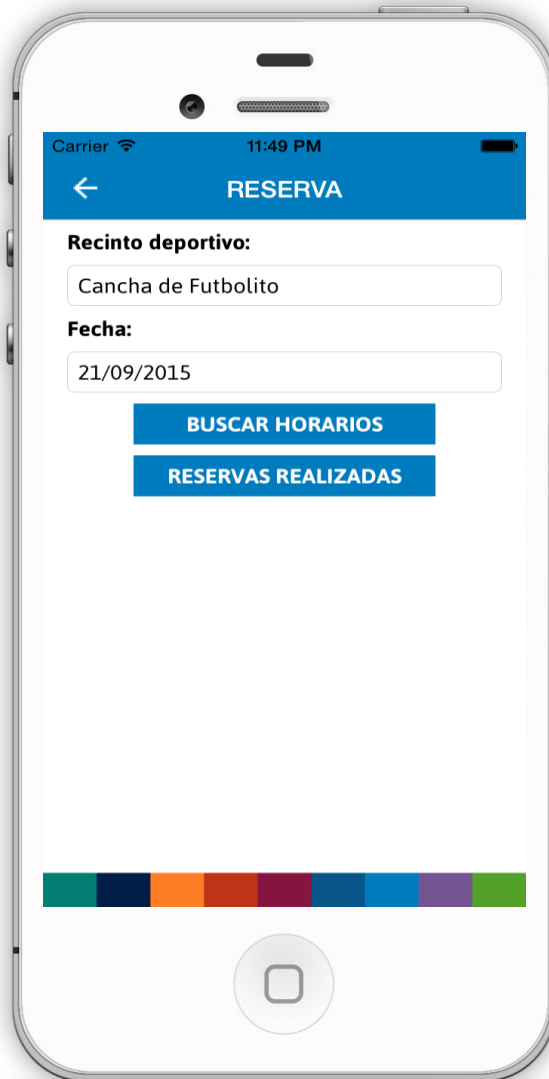 Carrier 11:49 PM
RESERVA
Recinto deportivo:
Cancha de Futbolito
Fecha:
21/09/2015
BUSCAR HORARIOS
RESERVAS REALIZADAS